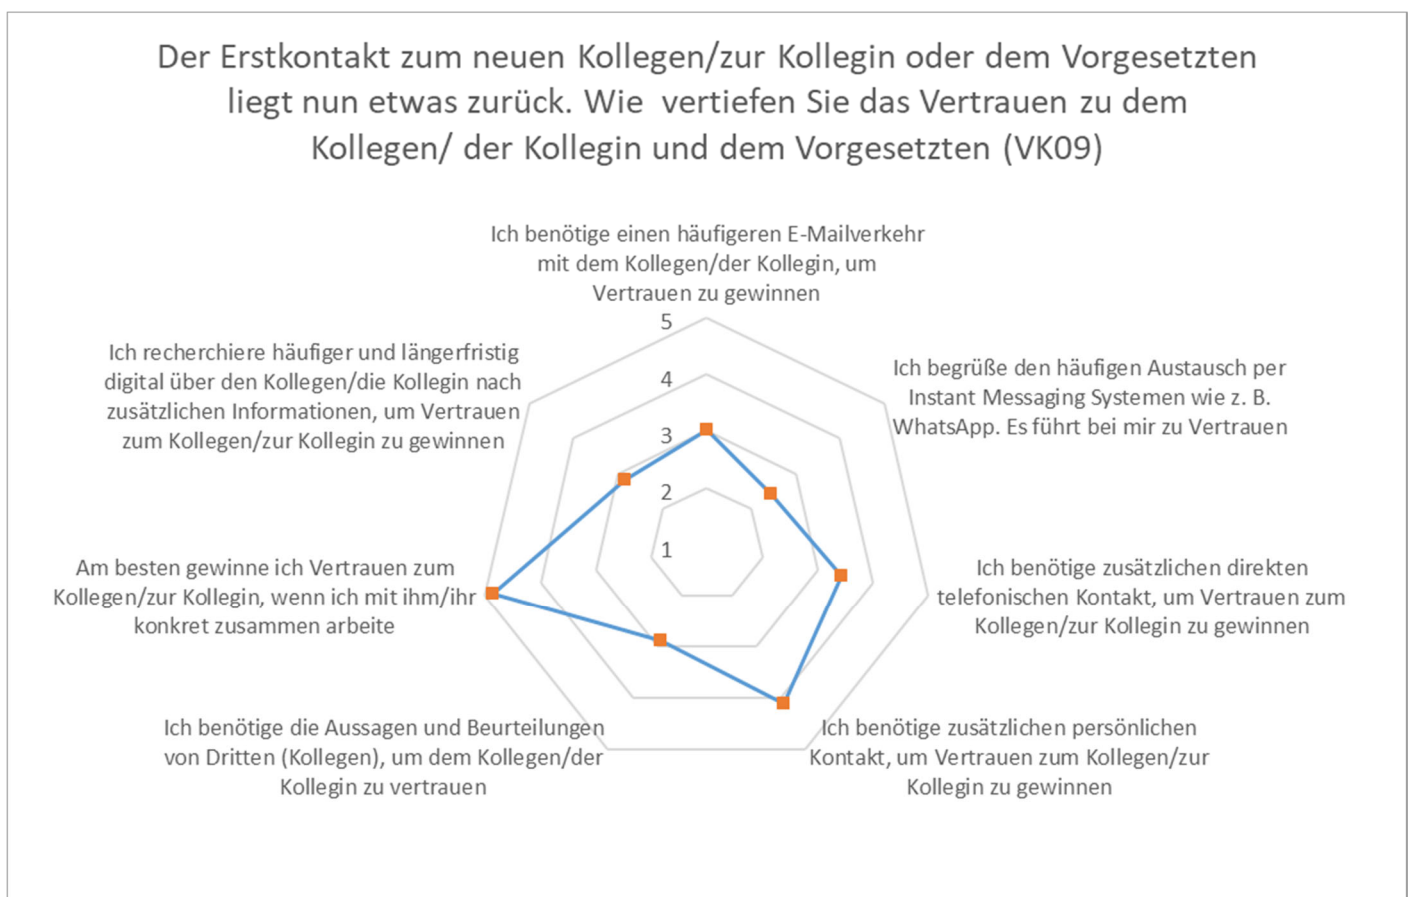 Der Erstkontakt zum neuen Kollegen/zur Kollegin oder dem Vorgesetzten
liegt nun etwas zurück. Wie  vertiefen Sie das Vertrauen zu dem
Kollegen/ der Kollegin und dem Vorgesetzten (VK09)
Ich benötige einen häufigeren E-Mailverkehr
mit dem Kollegen/der Kollegin, um
Vertrauen zu gewinnen
Ich begrüße den häufigen Austausch per
Instant Messaging Systemen wie z. B.
WhatsApp. Es führt bei mir zu Vertrauen
Ich benötige zusätzlichen direkten
telefonischen Kontakt, um Vertrauen zum
Kollegen/zur Kollegin zu gewinnen
Ich benötige zusätzlichen persönlichen
Kontakt, um Vertrauen zum Kollegen/zur
Kollegin zu gewinnen
Ich benötige die Aussagen und Beurteilungen
von Dritten (Kollegen), um dem Kollegen/der
Kollegin zu vertrauen
Am besten gewinne ich Vertrauen zum
Kollegen/zur Kollegin, wenn ich mit ihm/ihr
konkret zusammen arbeite
Ich recherchiere häufiger und längerfristig
digital über den Kollegen/die Kollegin nach
zusätzlichen Informationen, um Vertrauen
zum Kollegen/zur Kollegin zu gewinnen
5
4
3
2
1